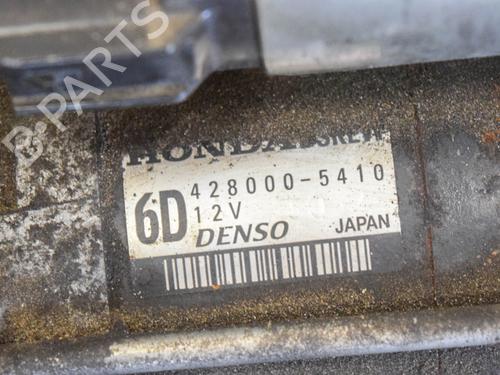 B-PARTS
HONDA
6D
428000-5410
12V
DENSO
JAPAN